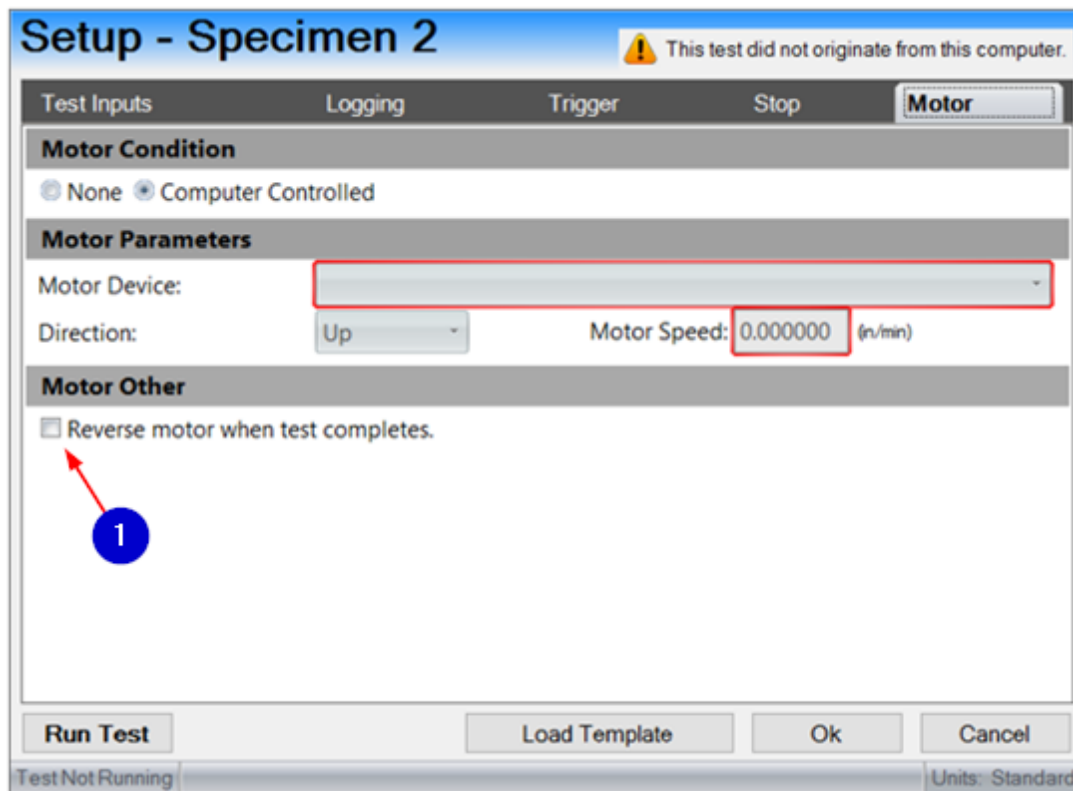 Setup - Specimen 2
This test did not originate from this computer.
Test Inputs Logging Trigger Stop Motor
Motor Condition
None Computer Controlled
Motor Parameters
Motor Device:
Direction: Up Motor Speed: 0.000000 (in/min)
Motor Other
Reverse motor when test completes.
1
Run Test Load Template Ok Cancel
Test Not Running Units: Standard